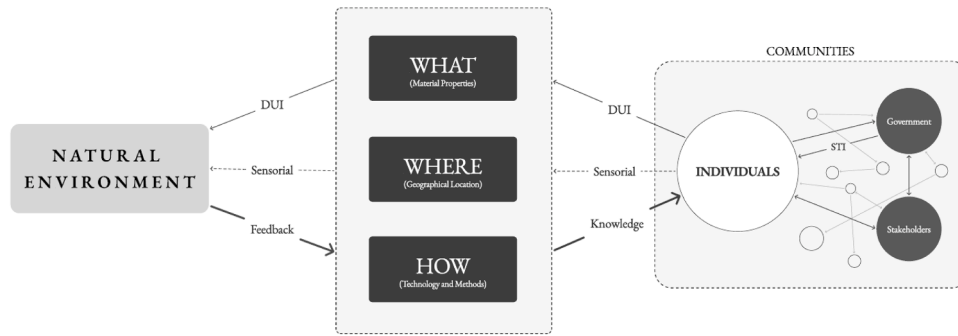 NATURAL
ENVIRONMENT
DUI
Sensorial
Feedback
WHAT
(Material Properties)
WHERE
(Geographical Location)
HOW
(Technology and Methods)
DUI
Sensorial
Knowledge
COMMUNITIES
INDIVIDUALS
STI
Government
Stakeholders